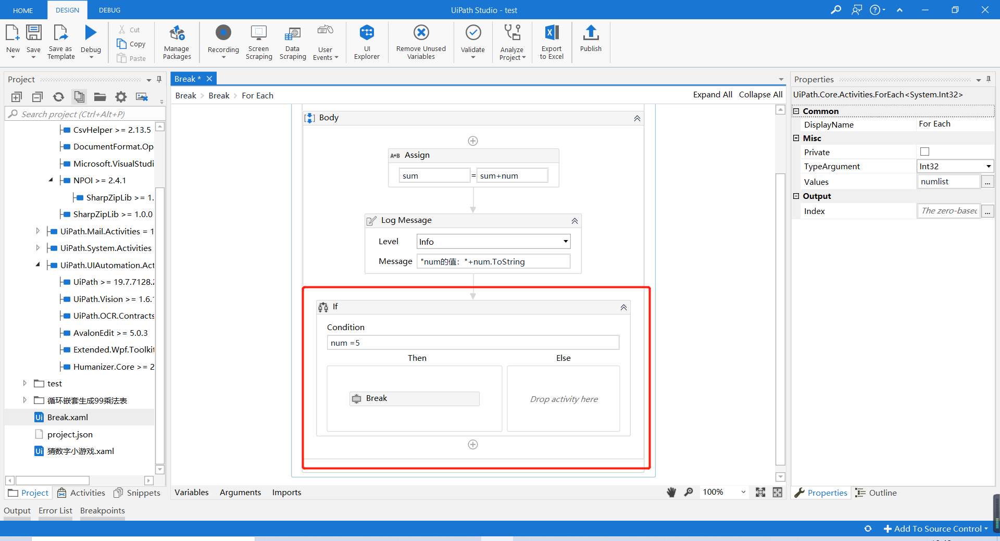 HOME
DESIGN
DEBUG
UiPath Studio - test
New
Save
Save as Template
Debug
Cut
Copy
Paste
Manage Packages
Recording
Screen Scraping
Data Scraping
User Events
UI Explorer
Remove Unused Variables
Validate
Analyze Project
Export to Excel
Publish
Project
Search project (Ctrl+Alt+P)
CsvHelper >= 2.13.5
DocumentFormat.Op
Microsoft.VisualStudi
NPOI >= 2.4.1
SharpZipLib >= 1.
SharpZipLib >= 1.0.0
UiPath.Mail.Activities = 1
UiPath.System.Activities
UiPath.UIAutomation.Act
UiPath >= 19.7.7128.2
UiPath.Vision >= 1.6.1
UiPath.OCR.Contracts
AvalonEdit >= 5.0.3
Extended.Wpf.Toolkit
Humanizer.Core >= 2
test
循环嵌套生成99乘法表
Break.xaml
project.json
猜数字小游戏.xaml
Project
Activities
Snippets
Break *
Break > Break > For Each
Expand All
Collapse All
Body
Assign
sum = sum+num
Log Message
Level
Info
Message
"num的值："+num.ToString
If
Condition
num =5
Then
Else
Break
Drop activity here
Variables
Arguments
Imports
100%
Properties
UiPath.Core.Activities.ForEach<System.Int32>
Common
DisplayName
For Each
Misc
Private
TypeArgument
Int32
Values
numlist
...
Output
Index
The zero-based
...
Properties
Outline
Output
Error List
Breakpoints
Add To Source Control